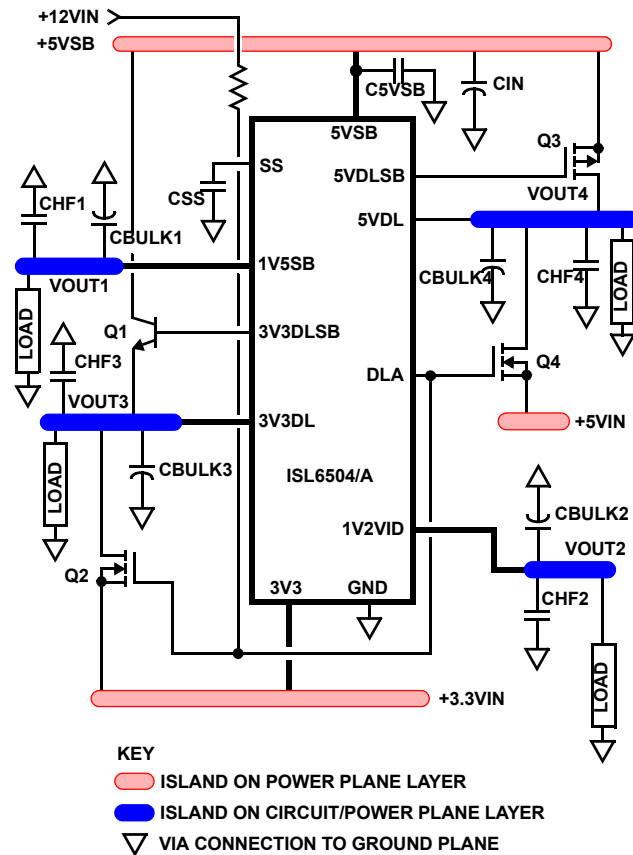 +12VIN
+5VSB
C5VSB
CIN
5VSB
Q3
SS
5VDLSB
VOUT4
CHF1
CSS
5VDL
CBULK1
1V5SB
CBULK4
CHF4
LOAD
VOUT1
LOAD
Q1
3V3DLSB
CHF3
Q4
DLA
VOUT3
3V3DL
+5VIN
LOAD
CBULK3
ISL6504/A
CBULK2
1V2VID
VOUT2
Q2
3V3
GND
CHF2
LOAD
+3.3VIN
KEY
ISLAND ON POWER PLANE LAYER
ISLAND ON CIRCUIT/POWER PLANE LAYER
VIA CONNECTION TO GROUND PLANE